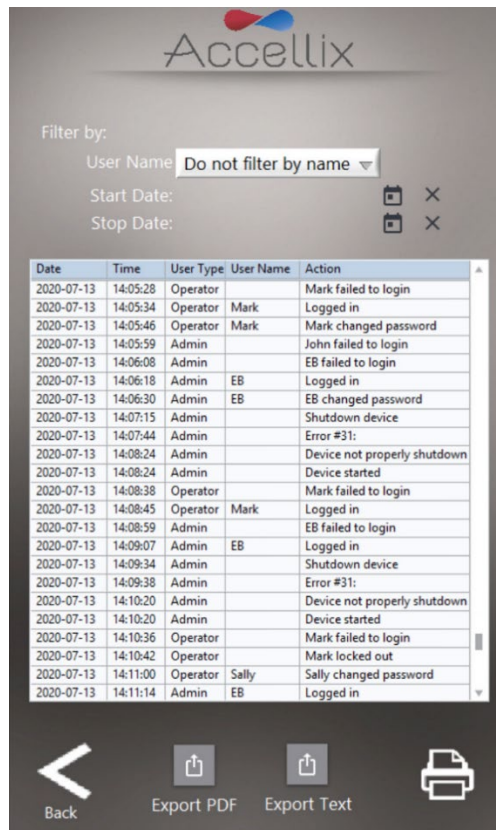 Accellix
Filter by:
User Name Do not filter by name
Start Date:
Stop Date:
Date Time User Type User Name Action
2020-07-13 14:05:28 Operator Mark failed to login
2020-07-13 14:05:34 Operator Mark Logged in
2020-07-13 14:05:46 Operator Mark Mark changed password
2020-07-13 14:05:59 Admin John failed to login
2020-07-13 14:06:08 Admin EB failed to login
2020-07-13 14:06:18 Admin EB Logged in
2020-07-13 14:06:30 Admin EB EB changed password
2020-07-13 14:07:15 Admin Shutdown device
2020-07-13 14:07:44 Admin Error #31:
2020-07-13 14:08:24 Admin Device not properly shutdown
2020-07-13 14:08:24 Admin Device started
2020-07-13 14:08:38 Operator Mark failed to login
2020-07-13 14:08:45 Operator Mark Logged in
2020-07-13 14:08:59 Admin EB failed to login
2020-07-13 14:09:07 Admin EB Logged in
2020-07-13 14:09:34 Admin Shutdown device
2020-07-13 14:09:38 Admin Error #31:
2020-07-13 14:10:20 Admin Device not properly shutdown
2020-07-13 14:10:20 Admin Device started
2020-07-13 14:10:36 Operator Mark failed to login
2020-07-13 14:10:42 Operator Mark locked out
2020-07-13 14:11:00 Operator Sally Sally changed password
2020-07-13 14:11:14 Admin EB Logged in
Back Export PDF Export Text